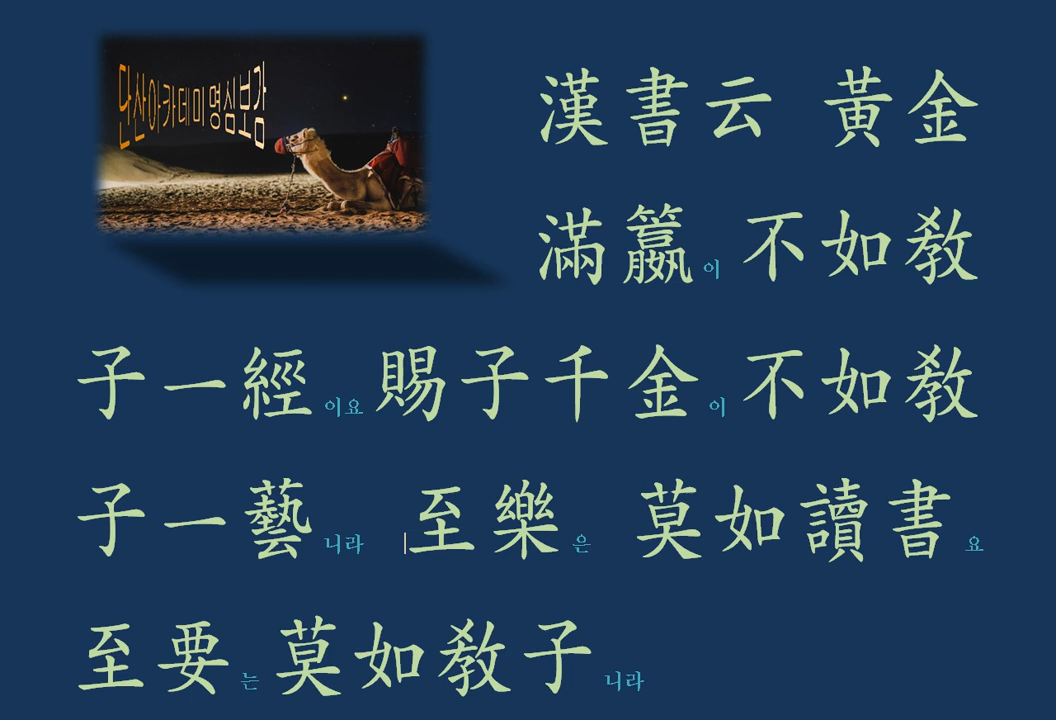 단산아카데미명심보감
漢書云 黃金
滿籯이 不如教
子一經이요 賜子千金이 不如教
子一藝니라 至樂은 莫如讀書요
至要는 莫如教子니라